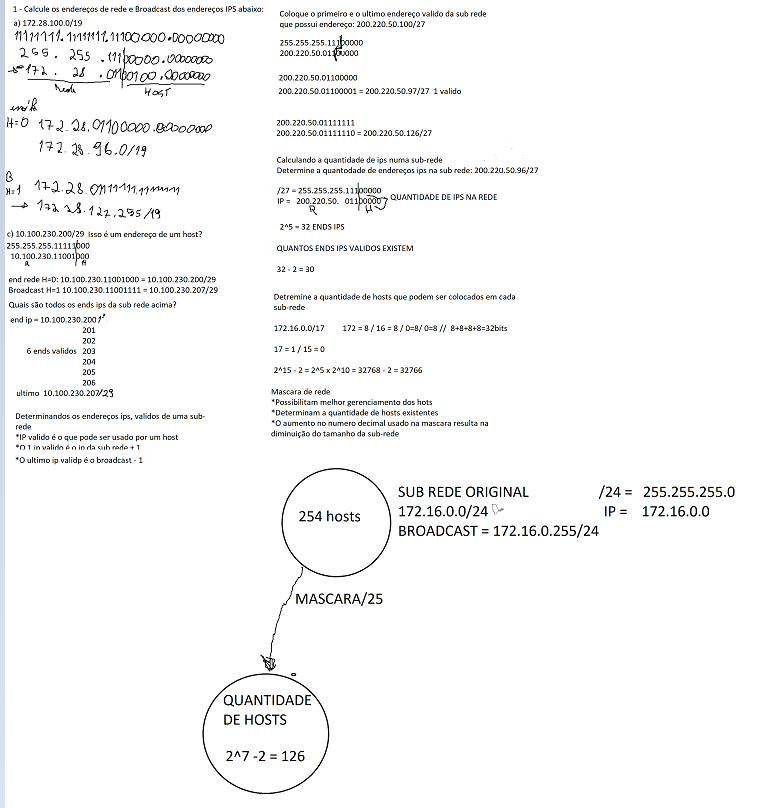 1 - Calcule os endereços de rede e Broadcast dos endereços IPS abaixo:
a) 172.28.100.0/19
11111111.11111111.11100000.00000000
255 . 255 .11100000.00000000
172 . 28 .01100100.00000000
Rede HOST
H=0 172.28.01100000.00000000
172.28.96.0/19
B
H=1 172.28.01111111.11111111
→ 172.28.127.255/19
c) 10.100.230.200/29 Isso é um endereço de um host?
255.255.255.11111000
10.100.230.11001000
R H
end rede H=0: 10.100.230.11001000 = 10.100.230.200/29
Broadcast H=1 10.100.230.11001111 = 10.100.230.207/29
Quais são todos os ends ips da sub rede acima?
end ip = 10.100.230.200 1º
201
202
6 ends validos 203
204
205
206
ultimo 10.100.230.207/29
Determinandos os endereços ips, validos de uma sub-
rede
*IP valido é o que pode ser usado por um host
*O 1 ip valido é o ip da sub rede + 1
*O ultimo ip validp é o broadcast - 1
Coloque o primeiro e o ultimo endereço valido da sub rede
que possui endereço: 200.220.50.100/27
255.255.255.11100000
200.220.50.01100000
200.220.50.01100000
200.220.50.01100001 = 200.220.50.97/27 1 valido
200.220.50.01111111
200.220.50.01111110 = 200.220.50.126/27
Calculando a quantidade de ips numa sub-rede
Determine a quantodade de endereços ips na sub rede: 200.220.50.96/27
/27 = 255.255.255.11100000
IP = 200.220.50. 01100000 QUANTIDADE DE IPS NA REDE
R H
2^5 = 32 ENDS IPS
QUANTOS ENDS IPS VALIDOS EXISTEM
32 - 2 = 30
Detremine a quantidade de hosts que podem ser colocados em cada
sub-rede
172.16.0.0/17 172 = 8 / 16 = 8 / 0=8/ 0=8 // 8+8+8+8=32bits
17 = 1 / 15 = 0
2^15 - 2 = 2^5 x 2^10 = 32768 - 2 = 32766
Mascara de rede
*Possibilitam melhor gerenciamento dos hots
*Determinam a quantidade de hosts existentes
*O aumento no numero decimal usado na mascara resulta na
diminuição do tamanho da sub-rede
254 hosts
SUB REDE ORIGINAL /24 = 255.255.255.0
172.16.0.0/24 IP = 172.16.0.0
BROADCAST = 172.16.0.255/24
MASCARA/25
QUANTIDADE
DE HOSTS
2^7 -2 = 126